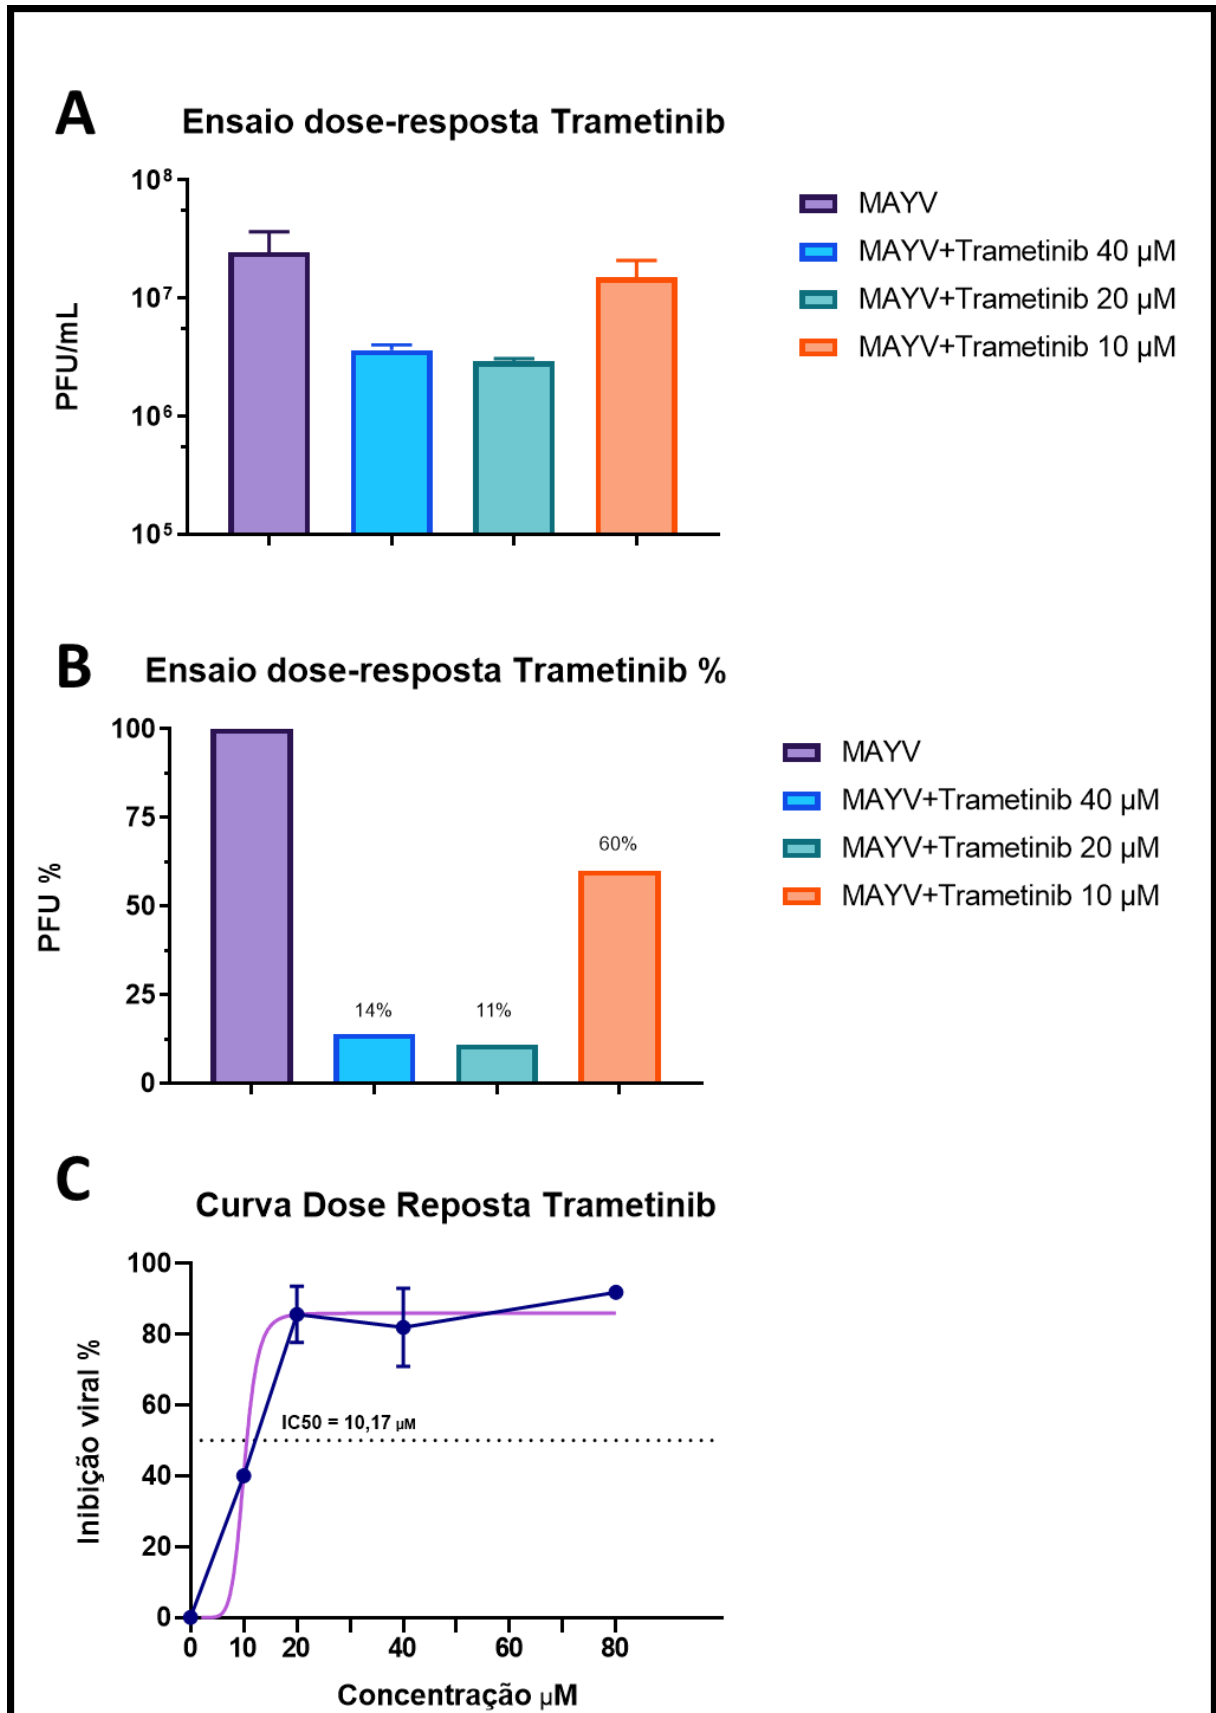 A
Ensaio dose-resposta Trametinib
10⁸
10⁷
10⁶
10⁵
PFU/mL
MAYV
MAYV+Trametinib 40 µM
MAYV+Trametinib 20 µM
MAYV+Trametinib 10 µM
B
Ensaio dose-resposta Trametinib %
100
75
50
25
0
PFU %
14%
11%
60%
MAYV
MAYV+Trametinib 40 µM
MAYV+Trametinib 20 µM
MAYV+Trametinib 10 µM
C
Curva Dose Reposta Trametinib
100
80
60
40
20
0
Inibição viral %
IC50 = 10,17 µM
0 10 20 40 60 80
Concentração µM